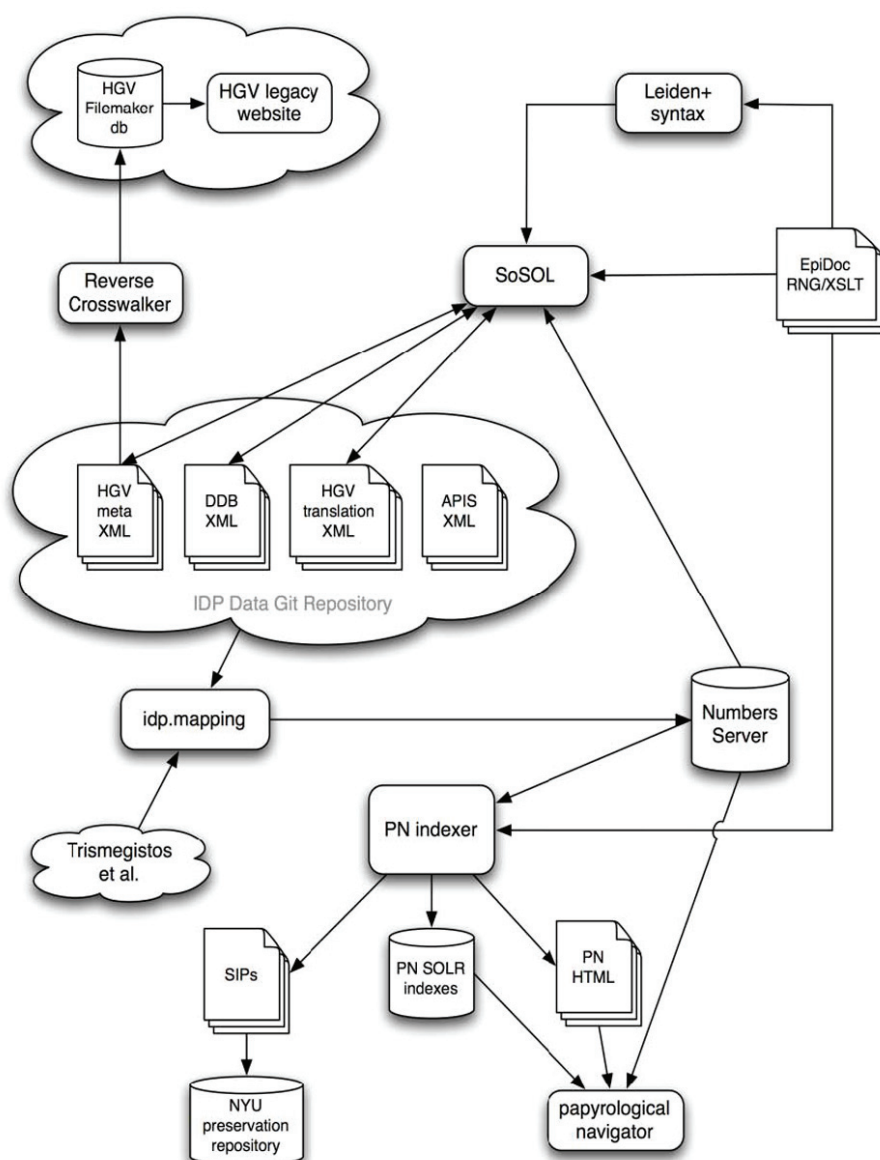 HGV
Filemaker
db
HGV legacy
website
Leiden+
syntax
SoSOL
EpiDoc
RNG/XSLT
Reverse
Crosswalker
HGV
meta
XML
DDB
XML
HGV
translation
XML
APIS
XML
IDP Data Git Repository
idp.mapping
Numbers
Server
PN indexer
Trismegistos
et al.
SIPs
PN SOLR
indexes
PN
HTML
NYU
preservation
repository
papyrological
navigator